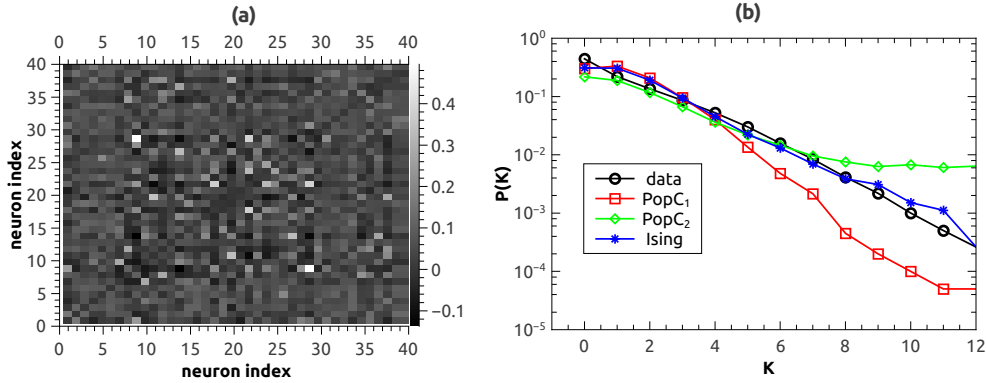 (a)
0 5 10 15 20 25 30 35 40
40
35
30
25
20
15
10
5
0
neuron index
0 5 10 15 20 25 30 35 40
neuron index
0.4
0.3
0.2
0.1
0
−0.1
(b)
10^0
10^-1
10^-2
10^-3
10^-4
10^-5
P(K)
data
PopC₁
PopC₂
Ising
0 2 4 6 8 10 12
K